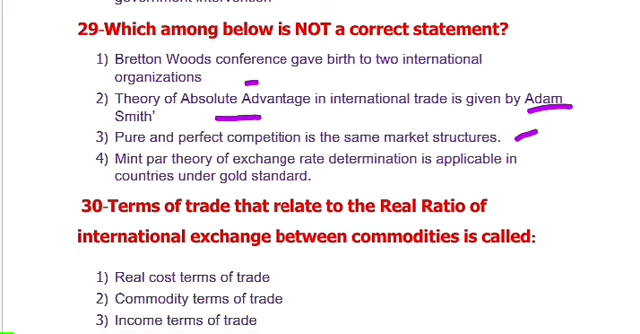 government intervention
29-Which among below is NOT a correct statement?
1) Bretton Woods conference gave birth to two international
organizations
2) Theory of Absolute Advantage in international trade is given by Adam
Smith'
3) Pure and perfect competition is the same market structures.
4) Mint par theory of exchange rate determination is applicable in
countries under gold standard.
30-Terms of trade that relate to the Real Ratio of
international exchange between commodities is called:
1) Real cost terms of trade
2) Commodity terms of trade
3) Income terms of trade